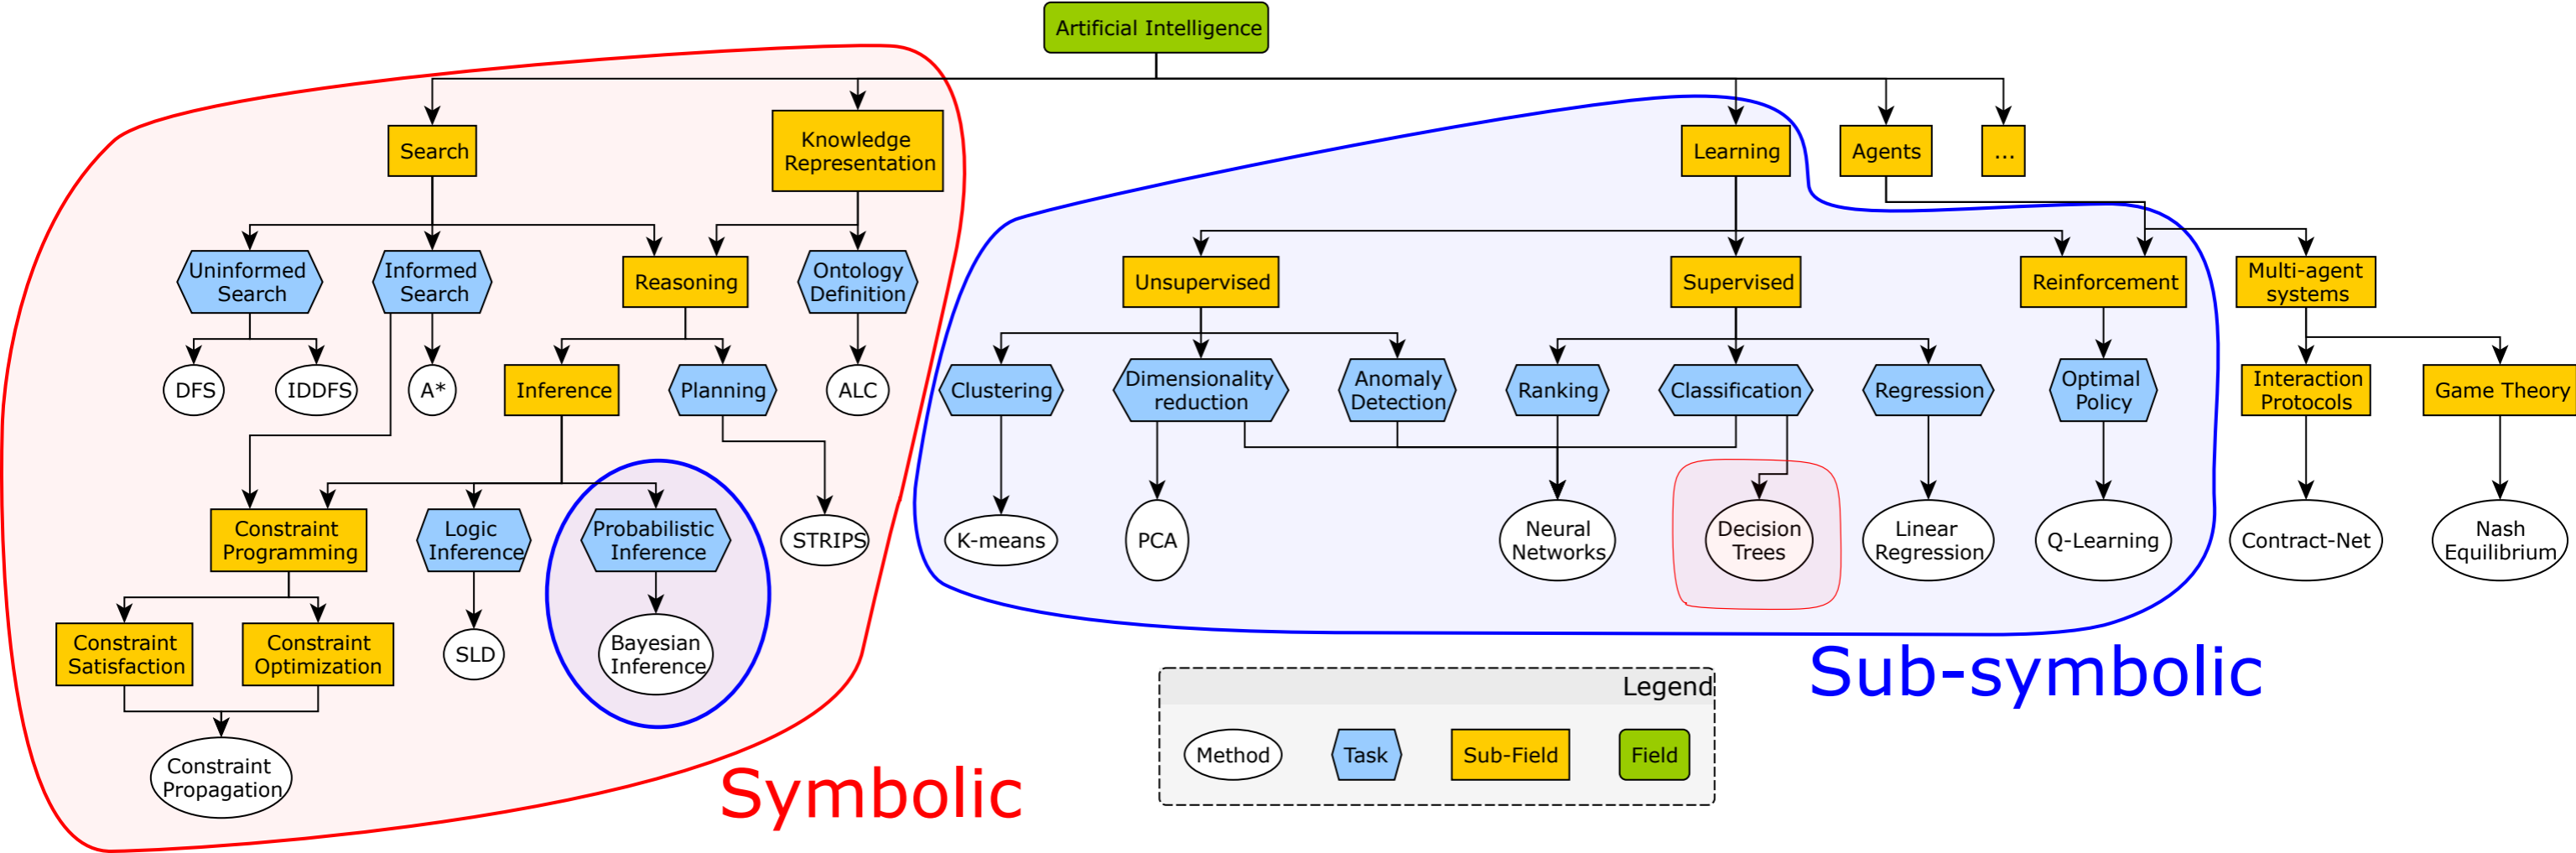 Artificial Intelligence
Search
Knowledge
Representation
Learning
Agents
...
Uninformed
Search
Informed
Search
Reasoning
Ontology
Definition
Unsupervised
Supervised
Reinforcement
Multi-agent
systems
DFS
IDDFS
A*
Inference
Planning
ALC
Clustering
Dimensionality
reduction
Anomaly
Detection
Ranking
Classification
Regression
Optimal
Policy
Interaction
Protocols
Game Theory
Constraint
Programming
Logic
Inference
Probabilistic
Inference
STRIPS
K-means
PCA
Neural
Networks
Decision
Trees
Linear
Regression
Q-Learning
Contract-Net
Nash
Equilibrium
Constraint
Satisfaction
Constraint
Optimization
SLD
Bayesian
Inference
Constraint
Propagation
Symbolic
Sub-symbolic
Legend
Method
Task
Sub-Field
Field